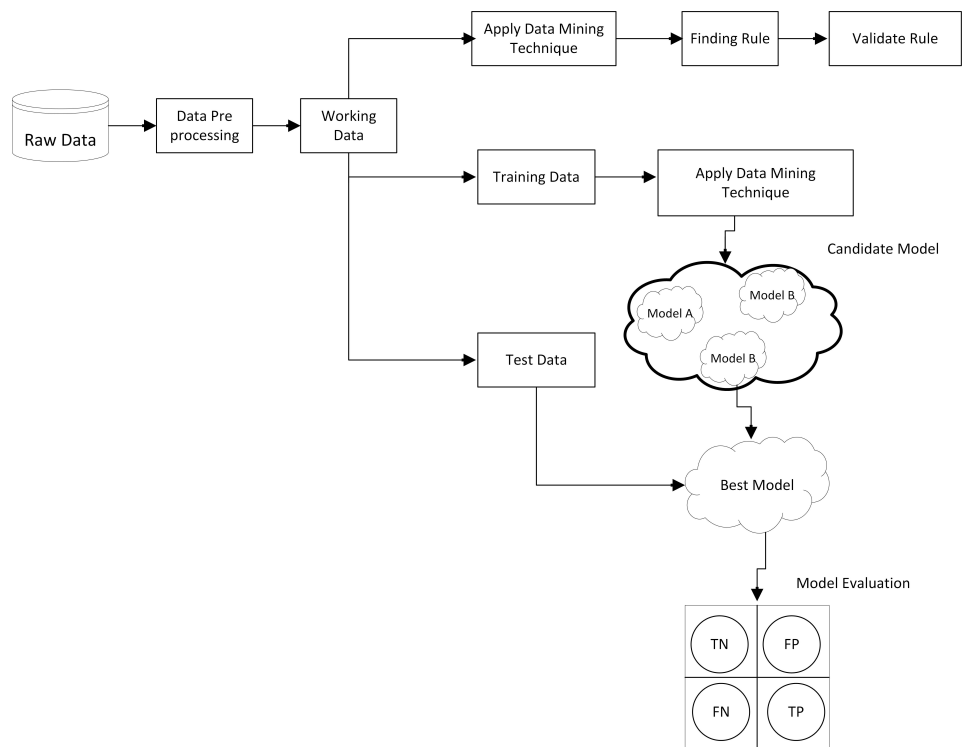 Apply Data Mining
Technique
Finding Rule
Validate Rule
Raw Data
Data Pre
processing
Working
Data
Training Data
Apply Data Mining
Technique
Candidate Model
Model A
Model B
Model B
Test Data
Best Model
Model Evaluation
TN
FP
FN
TP